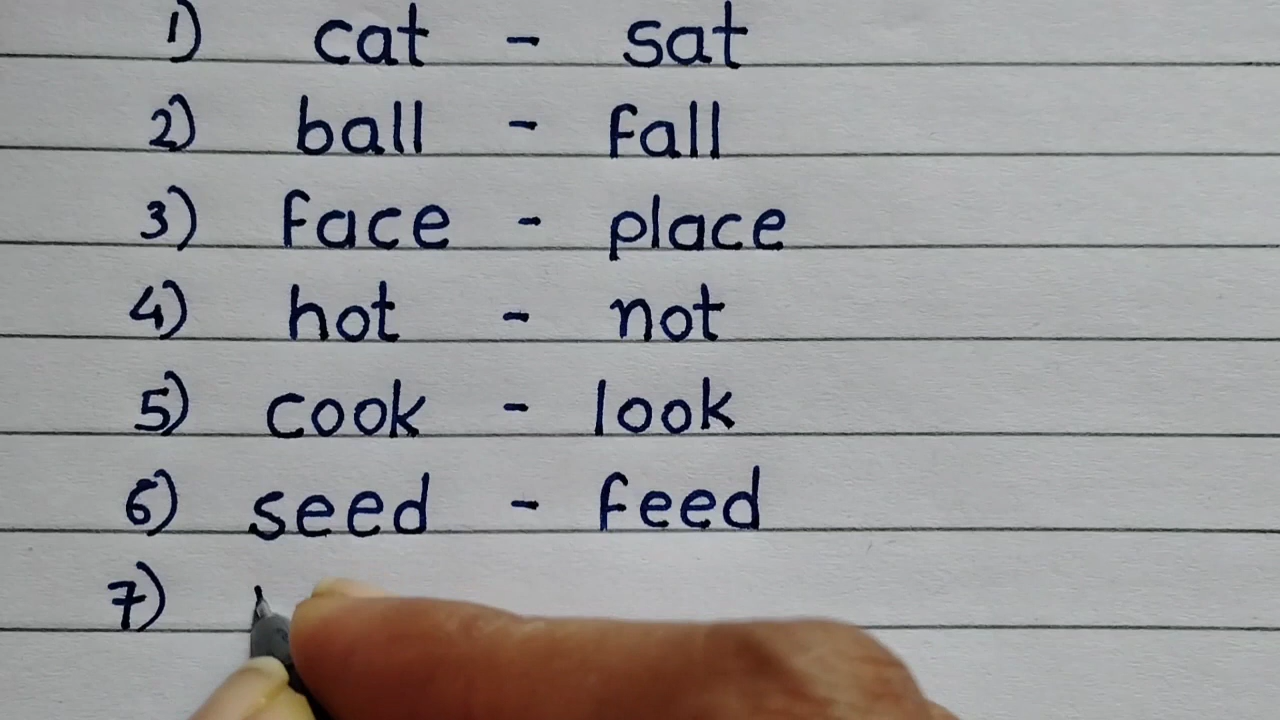 1) cat - sat
2) ball - fall
3) face - place
4) hot - not
5) cook - look
6) seed - feed
7)